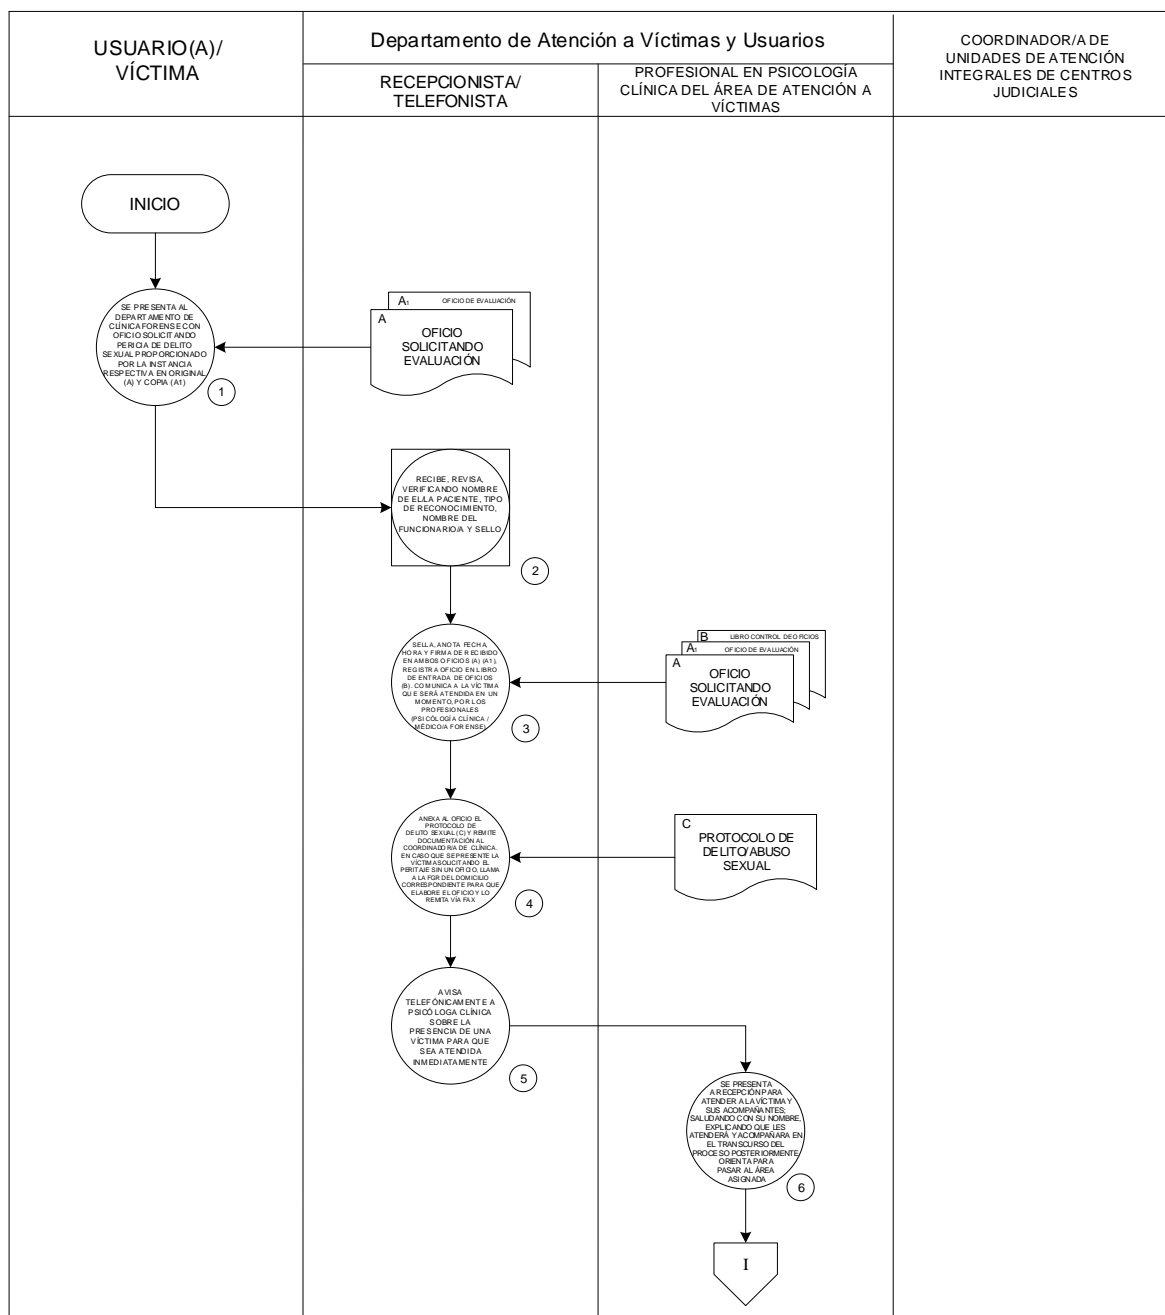 USUARIO(A)/
VÍCTIMA
Departamento de Atención a Víctimas y Usuarios
RECEPCIONISTA/
TELEFONISTA
PROFESIONAL EN PSICOLOGÍA
CLÍNICA DEL ÁREA DE ATENCIÓN A
VÍCTIMAS
COORDINADOR/A DE
UNIDADES DE ATENCIÓN
INTEGRALES DE CENTROS
JUDICIALES
INICIO
SE PRESENTA AL
DEPARTAMENTO DE
CLÍNICA FORENSE CON
OFICIO SOLICITANDO
PERICIA DE DELITO
SEXUAL PROPORCIONADO
POR LA INSTANCIA
RESPECTIVA EN ORIGINAL
(A) Y COPIA (A1)
1
A1 OFICIO DE EVALUACIÓN
A
OFICIO
SOLICITANDO
EVALUACIÓN
RECIBE, REVISA,
VERIFICANDO NOMBRE
DE EL/LA PACIENTE, TIPO
DE RECONOCIMIENTO,
NOMBRE DEL
FUNCIONARIO/A Y SELLO
2
SELLA, ANOTA FECHA,
HORA Y FIRMA DE RECIBIDO
EN AMBOS OFICIOS (A) (A1),
REGISTRA OFICIO EN LIBRO
DE ENTRADA DE OFICIOS
(B). COMUNICA A LA VÍCTIMA
QUE SERÁ ATENDIDA EN UN
MOMENTO, POR LOS
PROFESIONALES
(PSICÓLOGÍA CLÍNICA /
MÉDICO/A FORENSE)
3
B LIBRO CONTROL DE OFICIOS
A1 OFICIO DE EVALUACIÓN
A
OFICIO
SOLICITANDO
EVALUACIÓN
ANEXA AL OFICIO EL
PROTOCOLO DE
DELITO SEXUAL (C) Y REMITE
DOCUMENTACIÓN AL
COORDINADOR/A DE CLÍNICA.
EN CASO QUE SE PRESENTE LA
VÍCTIMA SOLICITANDO EL
PERITAJE SIN UN OFICIO, LLAMA
A LA FGR DEL DOMICILIO
CORRESPONDIENTE PARA QUE
ELABORE EL OFICIO Y LO
REMITA VÍA FAX
4
C
PROTOCOLO DE
DELITO/ABUSO
SEXUAL
AVISA
TELEFÓNICAMENTE A
PSICÓLOGA CLÍNICA
SOBRE LA
PRESENCIA DE UNA
VÍCTIMA PARA QUE
SEA ATENDIDA
INMEDIATAMENTE
5
SE PRESENTA
A RECEPCIÓN PARA
ATENDER A LA VÍCTIMA Y
SUS ACOMPAÑANTES;
SALUDANDO CON SU NOMBRE,
EXPLICANDO QUE LES
ATENDERÁ Y ACOMPAÑARA EN
EL TRANSCURSO DEL
PROCESO POSTERIORMENTE
ORIENTA PARA
PASAR AL ÁREA
ASIGNADA
6
I